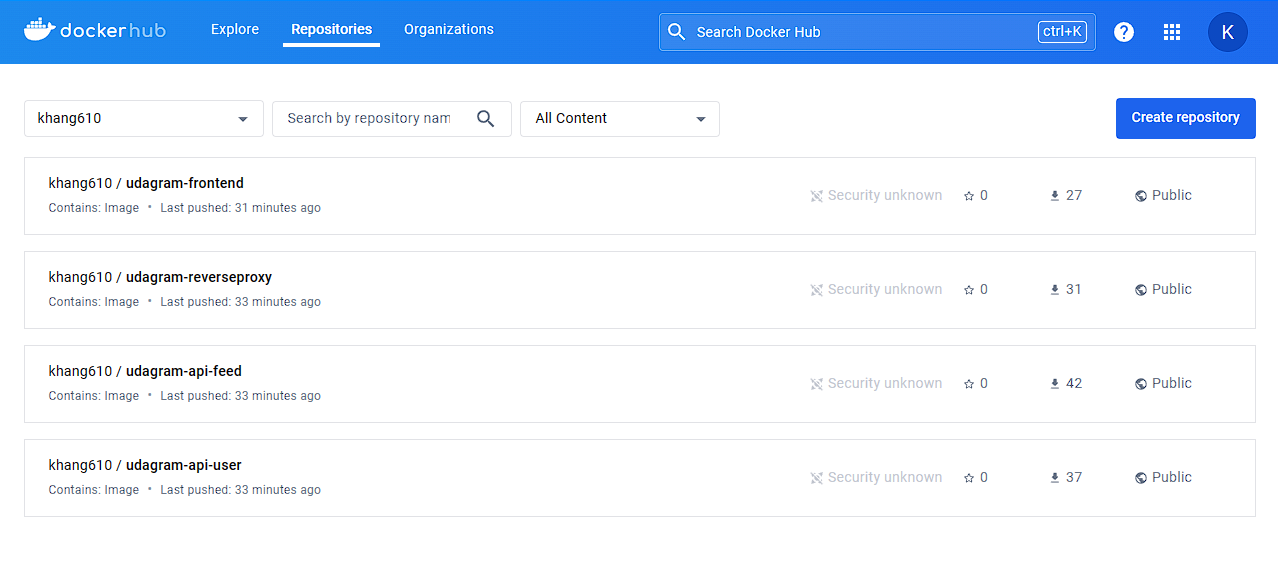 dockerhub Explore Repositories Organizations Search Docker Hub ctrl+K ? K
khang610 Search by repository nam All Content Create repository
khang610 / udagram-frontend
Contains: Image • Last pushed: 31 minutes ago
Security unknown 0 27 Public
khang610 / udagram-reverseproxy
Contains: Image • Last pushed: 33 minutes ago
Security unknown 0 31 Public
khang610 / udagram-api-feed
Contains: Image • Last pushed: 33 minutes ago
Security unknown 0 42 Public
khang610 / udagram-api-user
Contains: Image • Last pushed: 33 minutes ago
Security unknown 0 37 Public